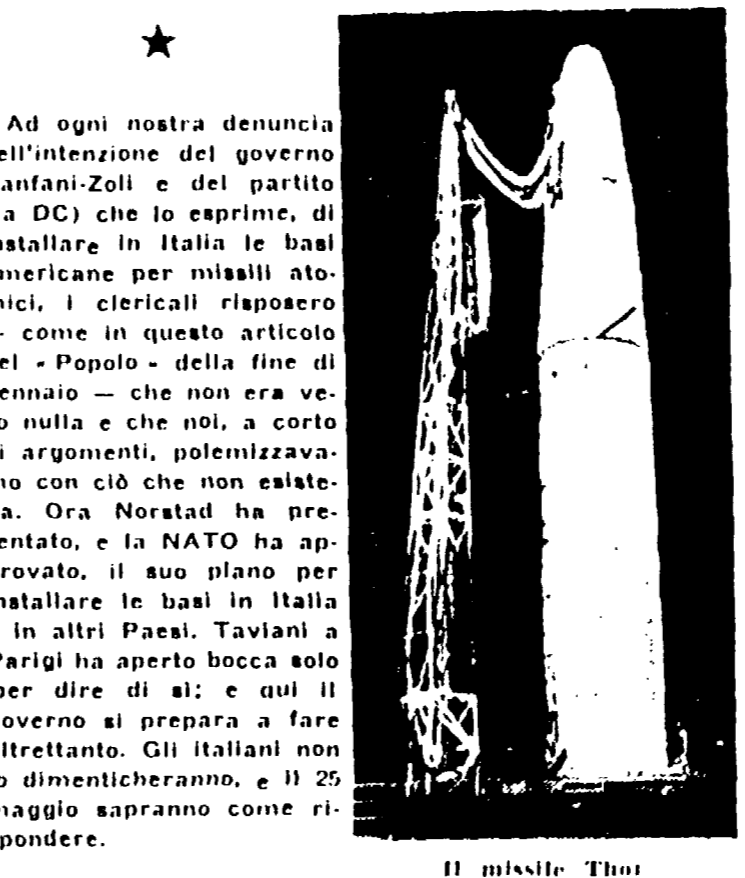 Ad ogni nostra denuncia
ell'intenzione del governo
anfani-Zoli e del partito
a DC) che lo esprime, di
nstallare in Italia le basi
mericane per missili ato-
nici, i clericali risposero
— come in questo articolo
el « Popolo » della fine di
ennaio — che non era ve-
o nulla e che noi, a corto
i argomenti, polemizzava-
no con ciò che non esiste-
a. Ora Norstad ha pre-
entato, e la NATO ha ap-
rovato, il suo piano per
nstallare le basi in Italia
in altri Paesi. Taviani a
Parigi ha aperto bocca solo
per dire di sì; e qui il
overno si prepara a fare
ltrettanto. Gli italiani non
o dimenticheranno, e il 25
maggio sapranno come ri-
pondere.
Il missile Thor